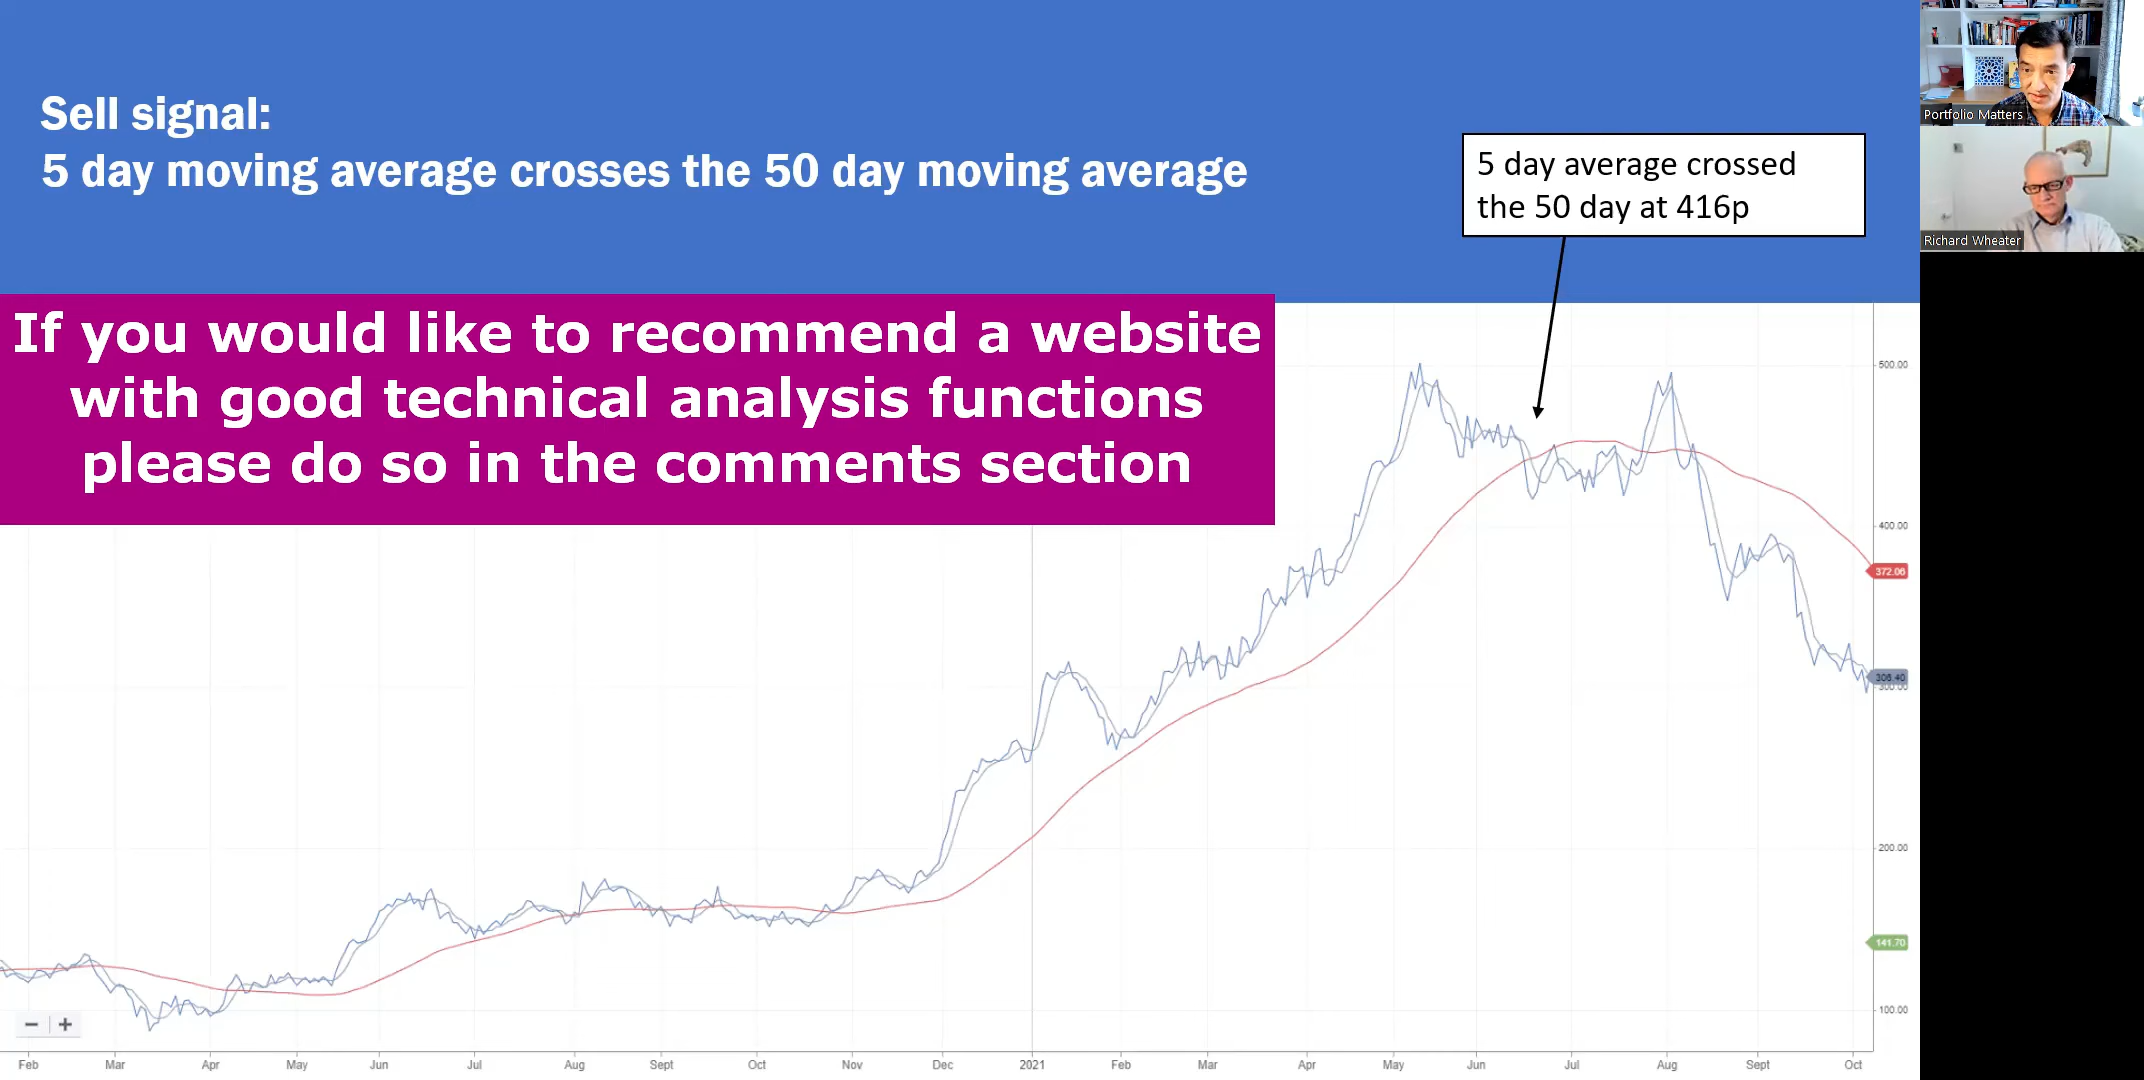 Sell signal:
5 day moving average crosses the 50 day moving average
5 day average crossed
the 50 day at 416p
Portfolio Matters
Richard Wheater
If you would like to recommend a website
with good technical analysis functions
please do so in the comments section
500.00
400.00
372.06
308.40
300.00
200.00
141.70
100.00
Feb Mar Apr May Jun Jul Aug Sept Oct Nov Dec 2021 Feb Mar Apr May Jun Jul Aug Sept Oct